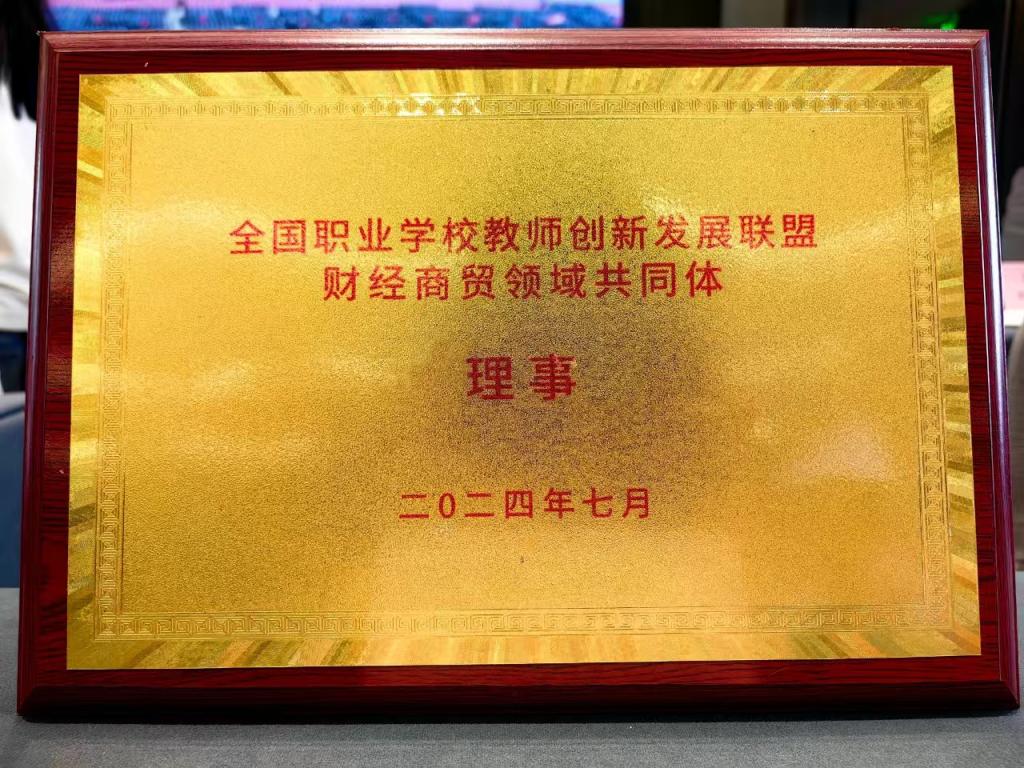 全国职业学校教师创新发展联盟
财经商贸领域共同体
理事
二0二四年七月